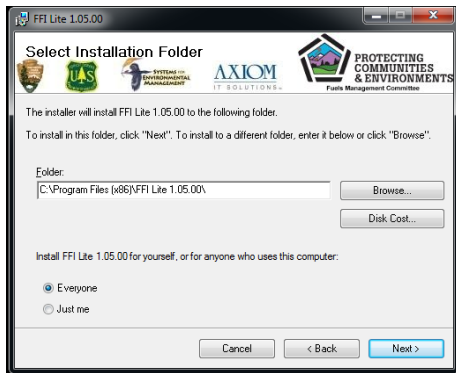 FFI Lite 1.05.00
Select Installation Folder
UAS
SYSTEMS for
ENVIRONMENTAL
MANAGEMENT
AXIOM
IT SOLUTIONS
PROTECTING
COMMUNITIES
& ENVIRONMENTS
Fuels Management Committee
The installer will install FFI Lite 1.05.00 to the following folder.
To install in this folder, click "Next". To install to a different folder, enter it below or click "Browse".
Folder:
C:\Program Files (x86)\FFI Lite 1.05.00\
Browse...
Disk Cost...
Install FFI Lite 1.05.00 for yourself, or for anyone who uses this computer:
Everyone
Just me
Cancel
< Back
Next >